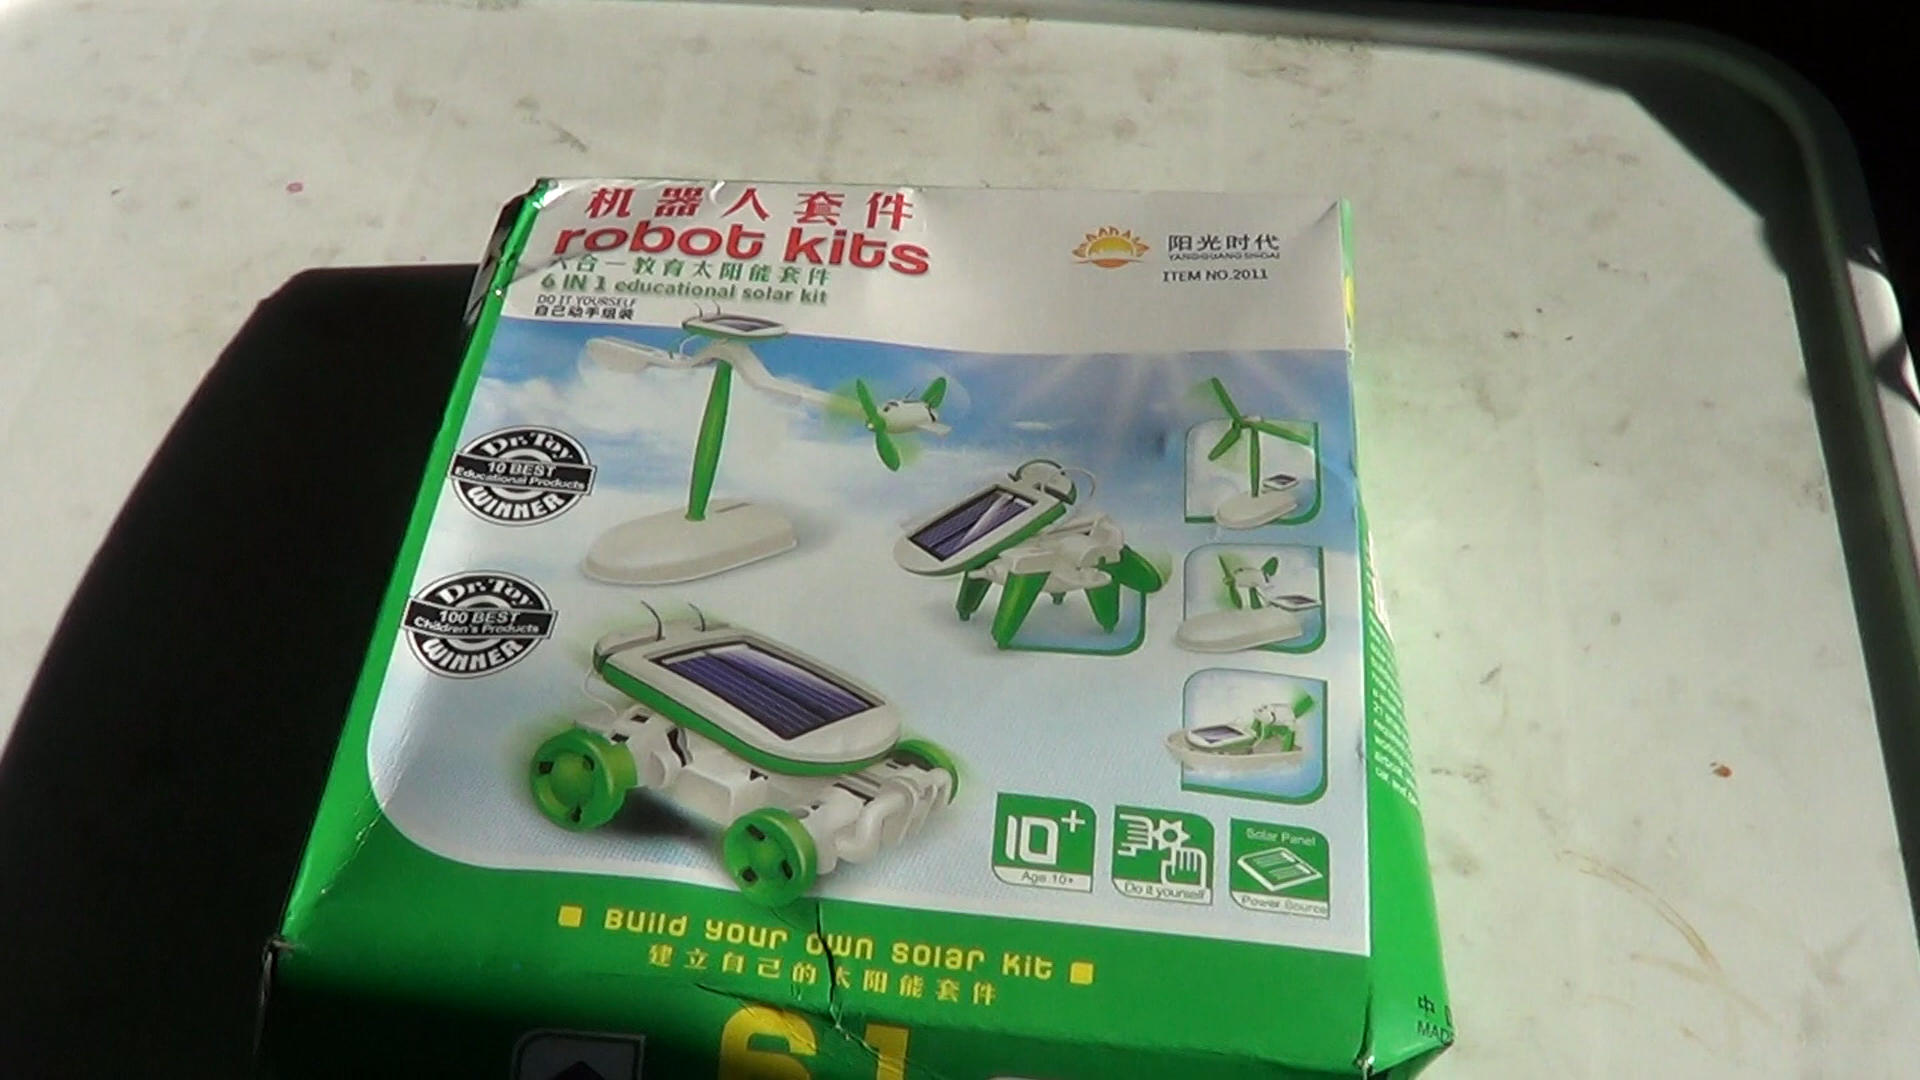 机器人套件
robot kits
六合一教育太阳能套件
6 IN 1 educational solar kit
DO IT YOURSELF
自己动手组装
阳光时代
YANGGUANG SHIDAI
ITEM NO.2011
Dr. Toy
10 BEST
Educational Products
WINNER
Dr. Toy
100 BEST
Children's Products
WINNER
10+
Age 10+
Do it yourself
Solar Panel
Power Source
Build your own solar kit
建立自己的太阳能套件
61
中